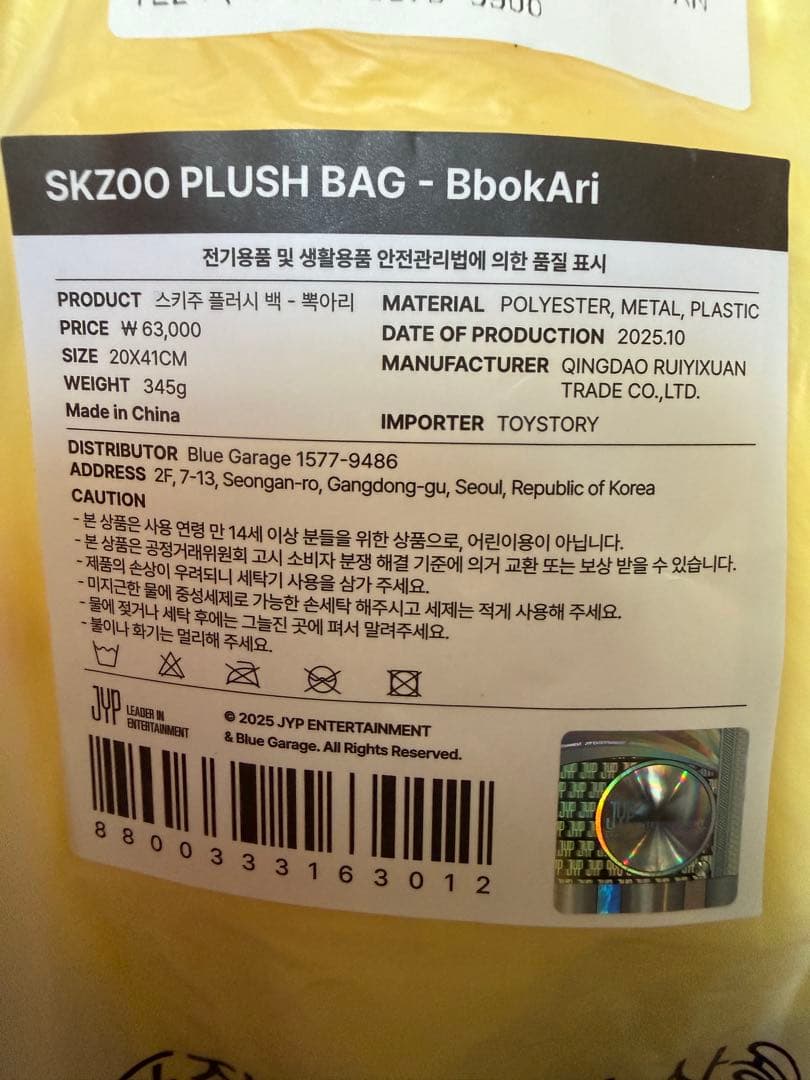 SKZOO PLUSH BAG - BbokAri
전기용품 및 생활용품 안전관리법에 의한 품질 표시
PRODUCT 스키주 플러시 백 - 뽁아리
PRICE ₩ 63,000
SIZE 20X41CM
WEIGHT 345g
Made in China
MATERIAL POLYESTER, METAL, PLASTIC
DATE OF PRODUCTION 2025.10
MANUFACTURER QINGDAO RUIYIXUAN
TRADE CO.,LTD.
IMPORTER TOYSTORY
DISTRIBUTOR Blue Garage 1577-9486
ADDRESS 2F, 7-13, Seongan-ro, Gangdong-gu, Seoul, Republic of Korea
CAUTION
- 본 상품은 사용 연령 만 14세 이상 분들을 위한 상품으로, 어린이용이 아닙니다.
- 본 상품은 공정거래위원회 고시 소비자 분쟁 해결 기준에 의거 교환 또는 보상 받을 수 있습니다.
- 제품의 손상이 우려되니 세탁기 사용을 삼가 주세요.
- 미지근한 물에 중성세제로 가능한 손세탁 해주시고 세제는 적게 사용해 주세요.
- 물에 젖거나 세탁 후에는 그늘진 곳에 펴서 말려주세요.
- 불이나 화기는 멀리해 주세요.
JYP LEADER IN
ENTERTAINMENT
© 2025 JYP ENTERTAINMENT
& Blue Garage. All Rights Reserved.
8800333163012
JYP